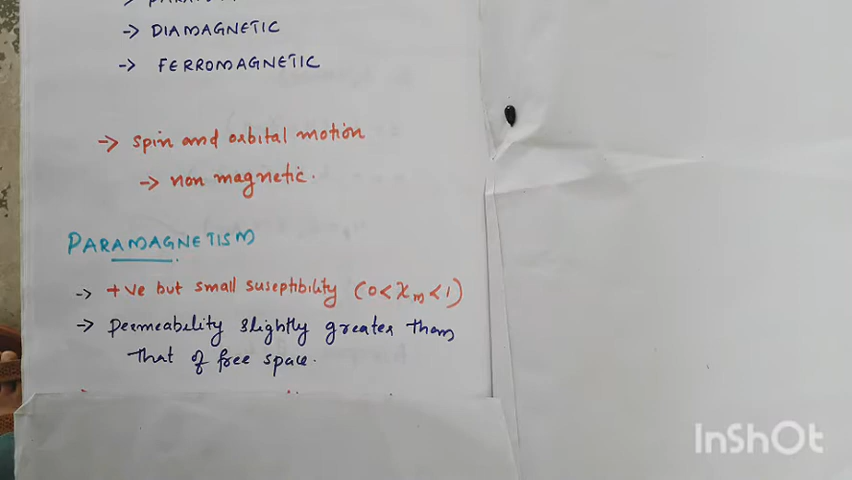 -> DIAMAGNETIC
-> FERROMAGNETIC
-> spin and orbital motion
-> non magnetic.
PARAMAGNETISM
-> +ve but small suseptibility (0 < χm < 1)
-> permeability slightly greater than
that of free space.
InShOt